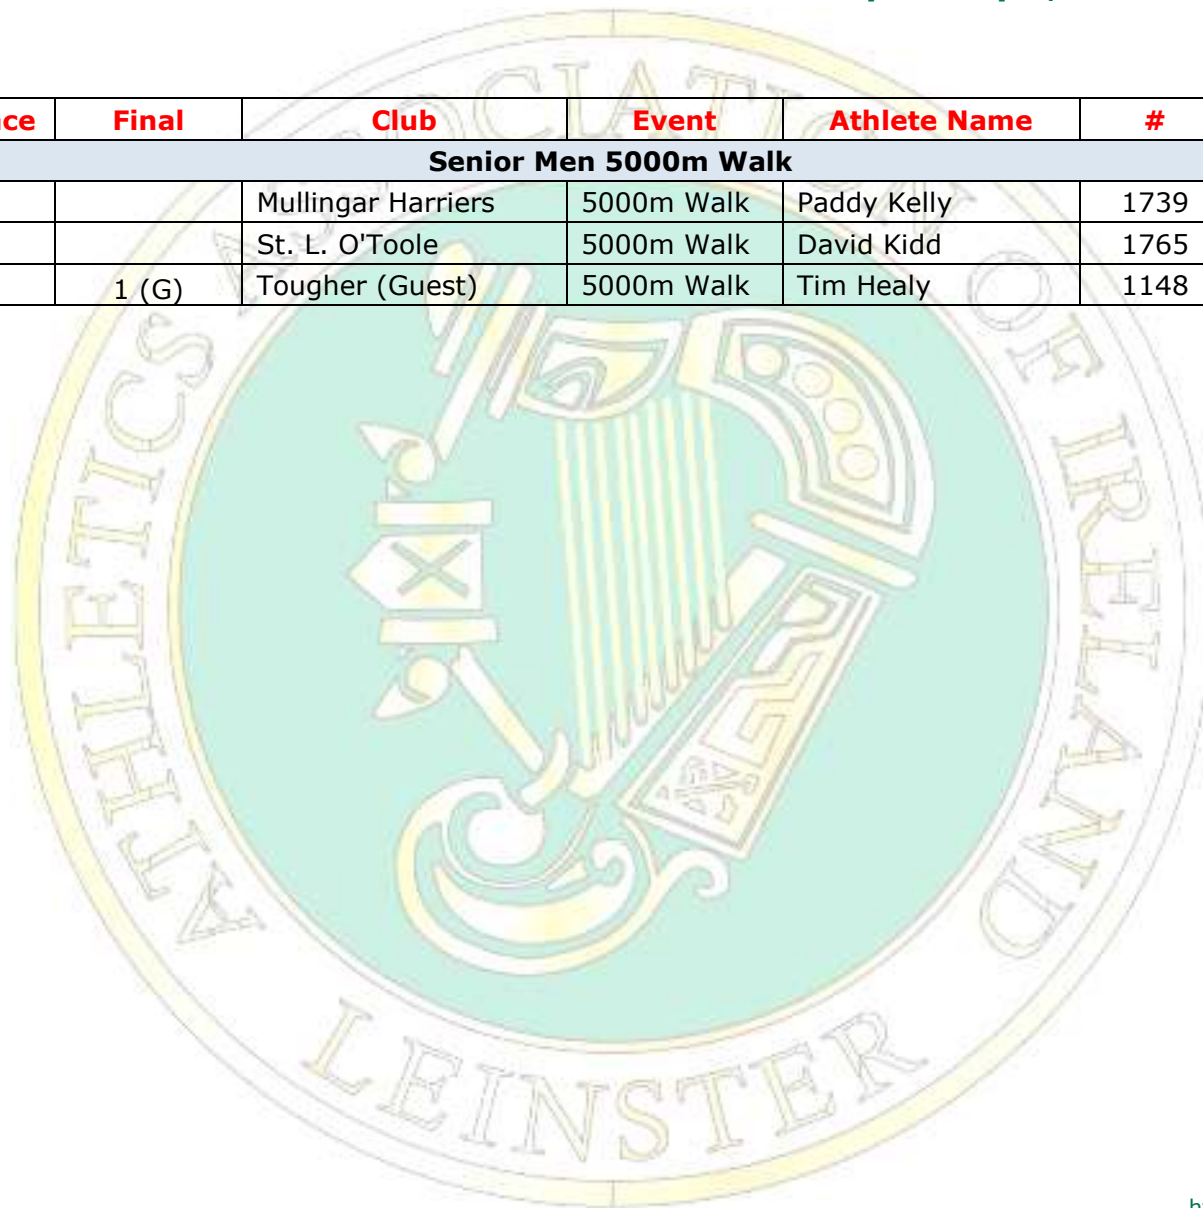 Final Club Event Athlete Name #
Senior Men 5000m Walk
Mullingar Harriers 5000m Walk Paddy Kelly 1739
St. L. O'Toole 5000m Walk David Kidd 1765
1 (G) Tougher (Guest) 5000m Walk Tim Healy 1148
ATHLETICS ASSOCIATION OF IRELAND
LEINSTER